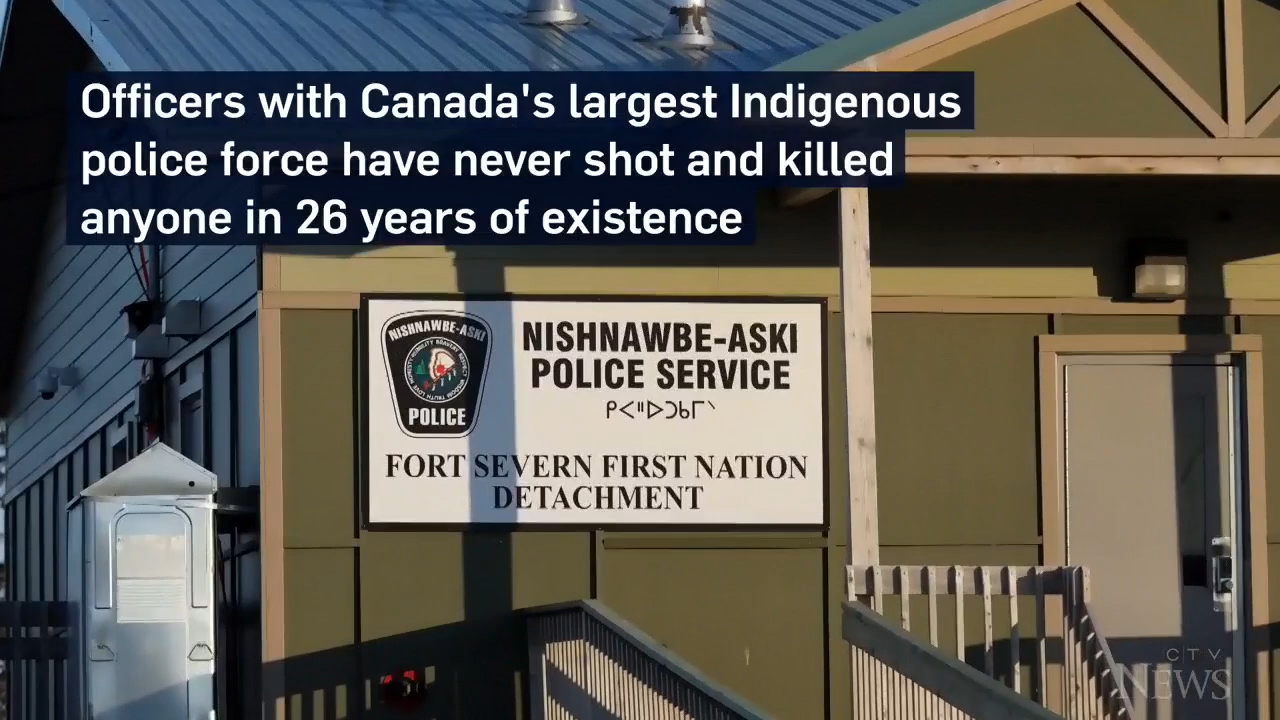 Officers with Canada's largest Indigenous
police force have never shot and killed
anyone in 26 years of existence
NISHNAWBE-ASKI
POLICE
NISHNAWBE-ASKI
POLICE SERVICE
ᑭᐸᐦᐅᑐᑲᒥᐠ
FORT SEVERN FIRST NATION
DETACHMENT
CTV
NEWS